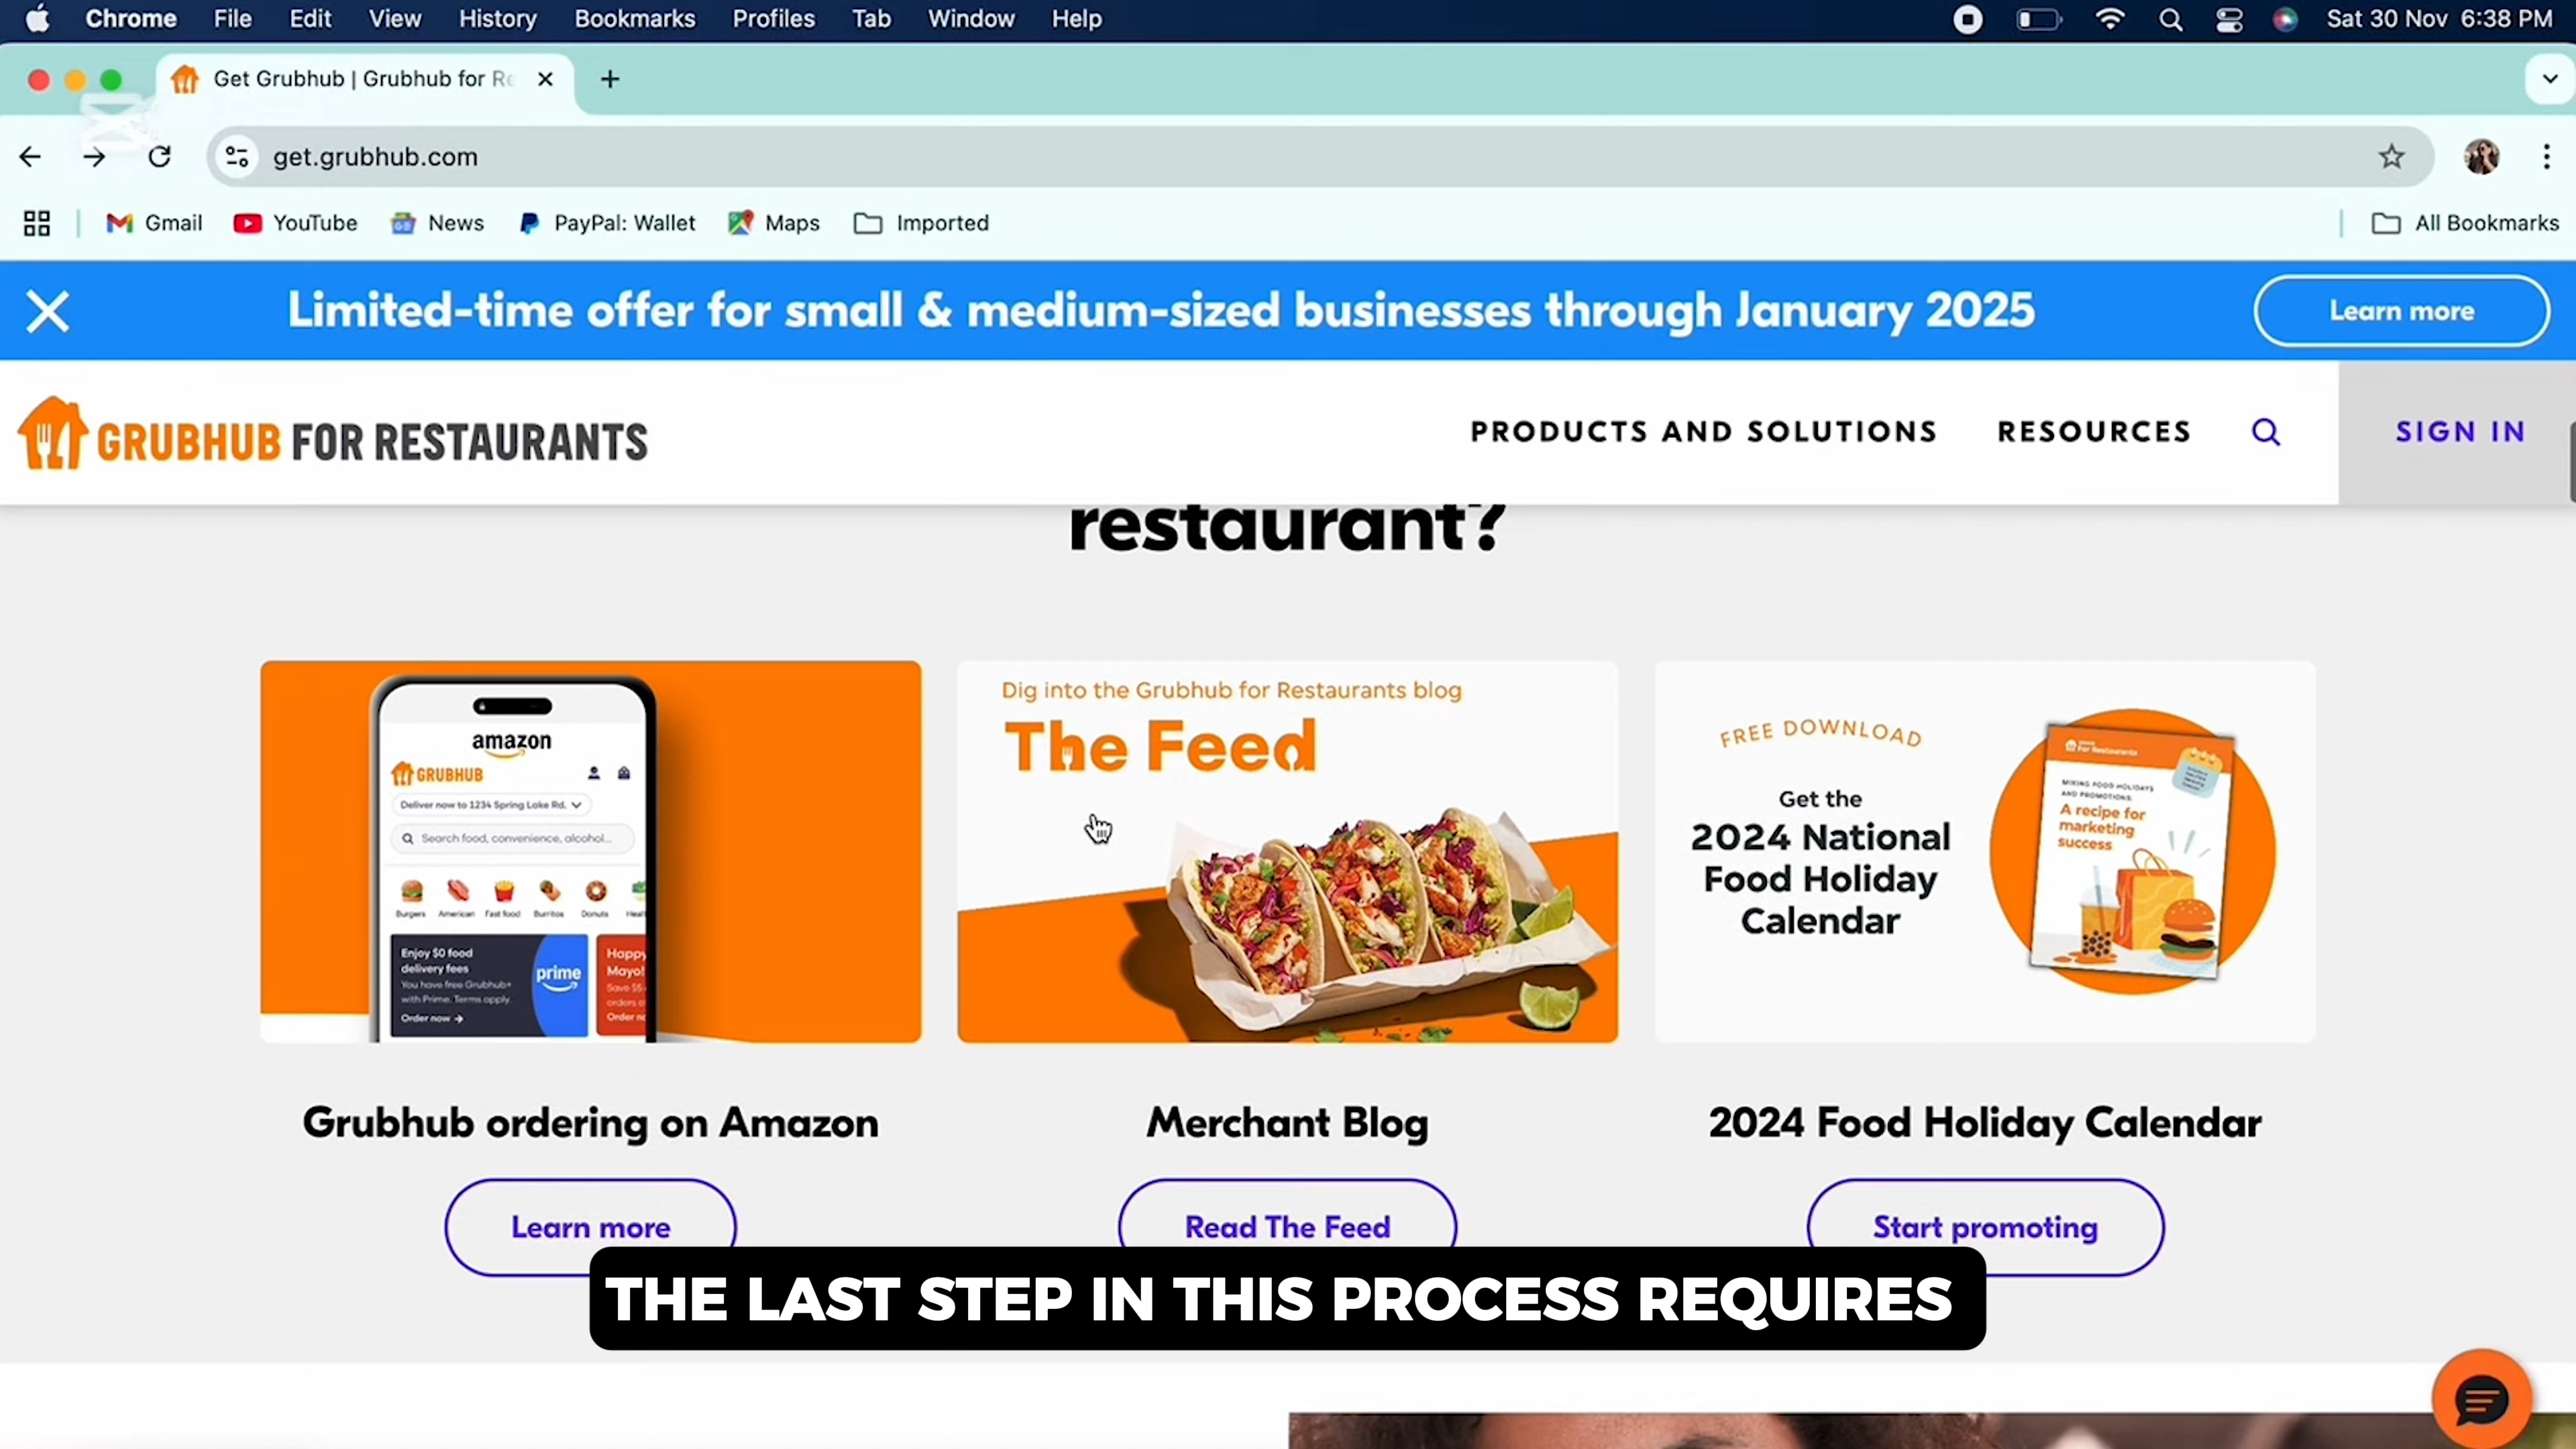 Chrome File Edit View History Bookmarks Profiles Tab Window Help Sat 30 Nov 6:38 PM
Get Grubhub | Grubhub for Re
get.grubhub.com
Gmail YouTube News PayPal: Wallet Maps Imported All Bookmarks
Limited-time offer for small & medium-sized businesses through January 2025 Learn more
GRUBHUB FOR RESTAURANTS PRODUCTS AND SOLUTIONS RESOURCES SIGN IN
restaurant?
amazon
GRUBHUB
Deliver now to 1234 Spring Lake Rd.
Search food, convenience, alcohol...
Burgers American Fast food Burritos Donuts Heal
Enjoy $0 food
delivery fees
You have free Grubhub+
with Prime. Terms apply.
Order now
prime
Happy
Mayo!
Save $5
orders o
Order no
Dig into the Grubhub for Restaurants blog
The Feed
FREE DOWNLOAD
Get the
2024 National
Food Holiday
Calendar
For Restaurants
MIXING FOOD HOLIDAYS
AND PROMOTIONS:
A recipe for
marketing
success
Grubhub ordering on Amazon
Merchant Blog
2024 Food Holiday Calendar
Learn more
Read The Feed
Start promoting
THE LAST STEP IN THIS PROCESS REQUIRES